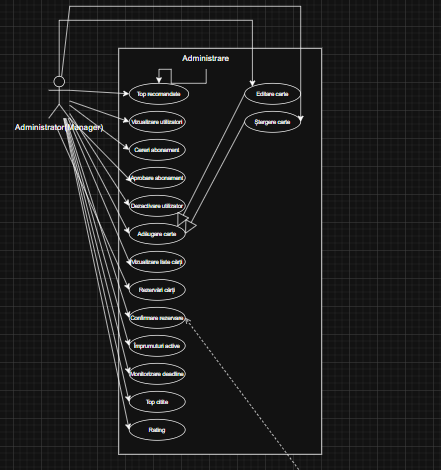 Administrare
Top recomandate
Editare carte
Vizualizare utilizatori
Ștergere carte
Administrator(Manager)
Cereri abonament
Aprobare abonament
Dezactivare utilizator
Adăugare carte
Vizualizare liste cărți
Rezervări cărți
Confirmare rezervare
Împrumuturi active
Monitorizare deadline
Top citite
Rating